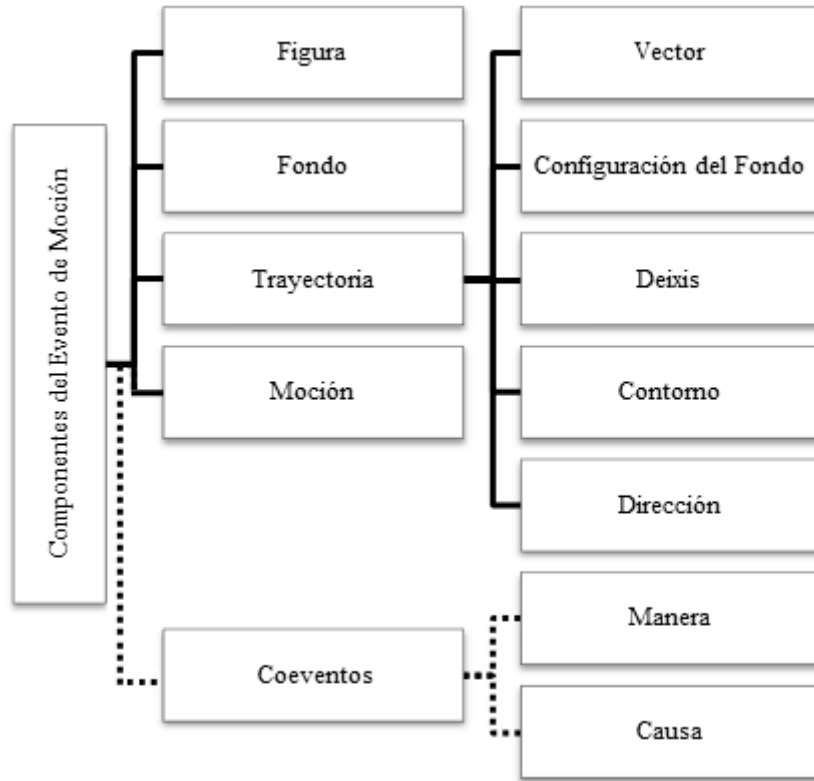 Componentes del Evento de Moción
Figura
Fondo
Trayectoria
Moción
Coeventos
Vector
Configuración del Fondo
Deixis
Contorno
Dirección
Manera
Causa